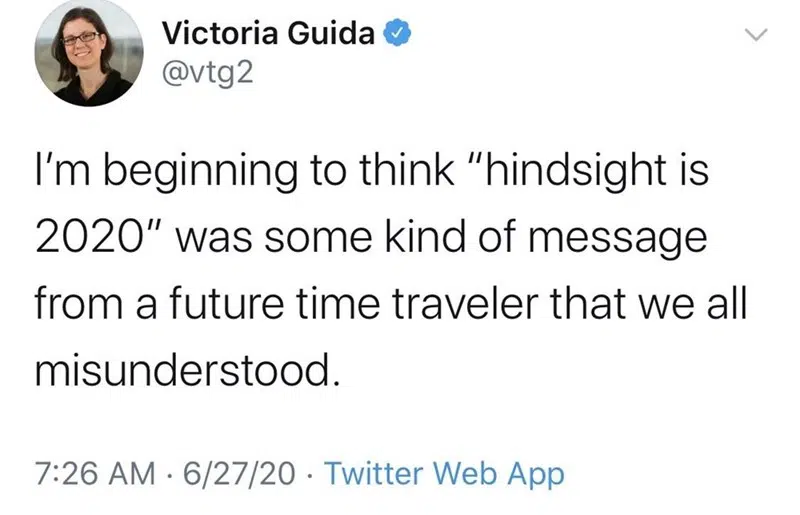 Victoria Guida
@vtg2
I'm beginning to think "hindsight is
2020" was some kind of message
from a future time traveler that we all
misunderstood.
7:26 AM · 6/27/20 · Twitter Web App